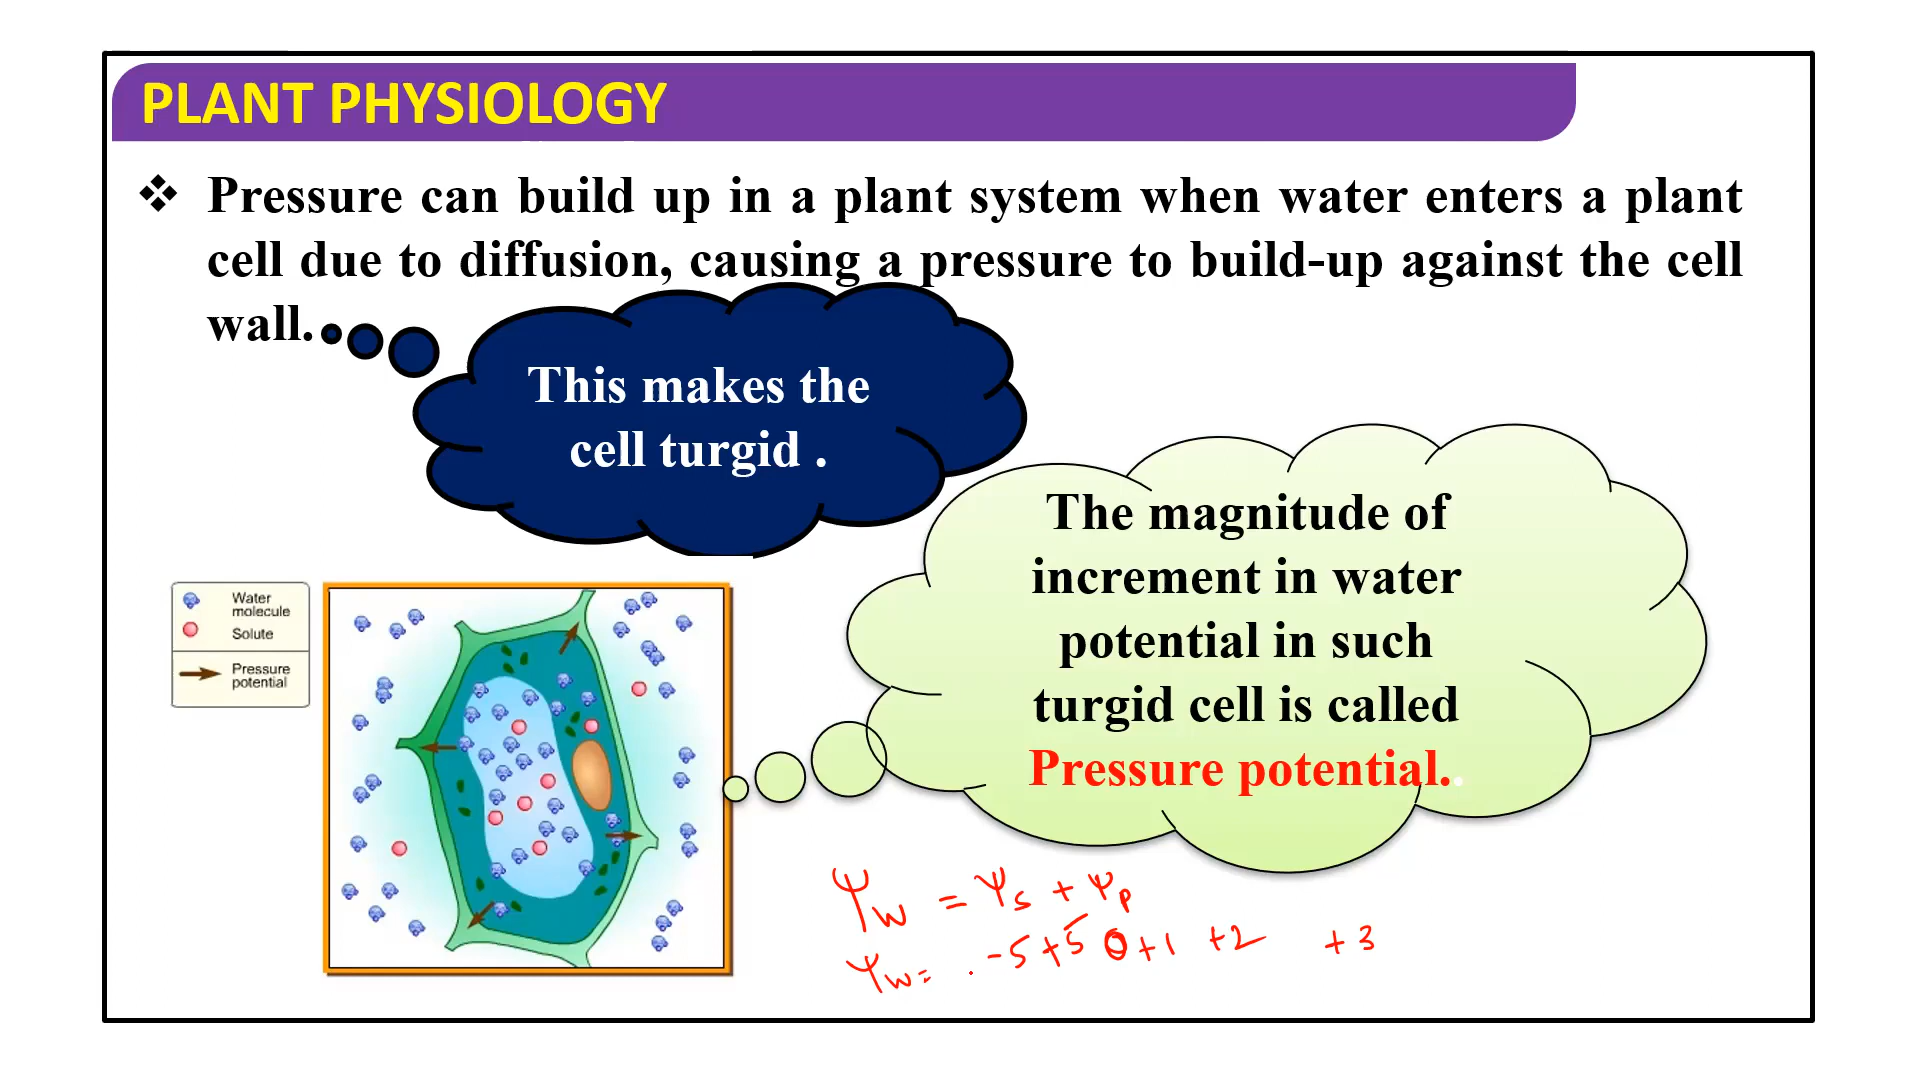 PLANT PHYSIOLOGY
❖ Pressure can build up in a plant system when water enters a plant
cell due to diffusion, causing a pressure to build-up against the cell
wall.
This makes the
cell turgid .
The magnitude of
increment in water
potential in such
turgid cell is called
Pressure potential..
Water
molecule
Solute
Pressure
potential
Ψw = Ψs + Ψp
Ψw = . -5 +5 0 +1 +2 +3